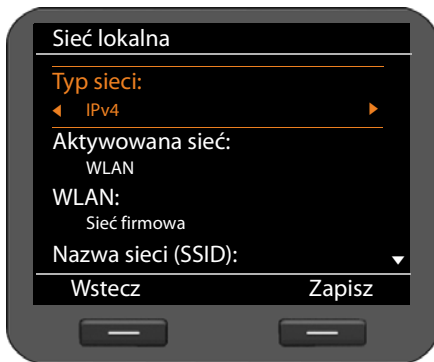 Sieć lokalna
Typ sieci:
IPv4
Aktywowana sieć:
WLAN
WLAN:
Sieć firmowa
Nazwa sieci (SSID):
Wstecz Zapisz